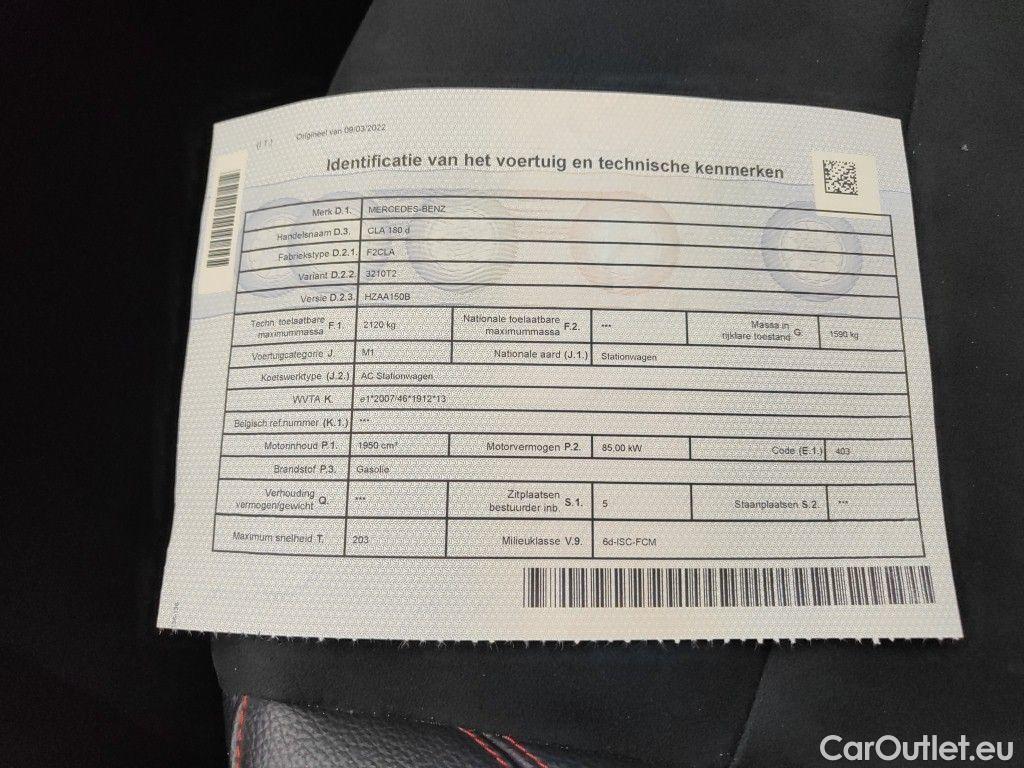 (I 1.) Origineel van 09/03/2022
Identificatie van het voertuig en technische kenmerken
Merk D.1. MERCEDES-BENZ
Handelsnaam D.3. CLA 180 d
Fabriekstype D.2.1. F2CLA
Variant D.2.2. 3210T2
Versie D.2.3. HZAA150B
Techn. toelaatbare maximummassa F.1. 2120 kg Nationale toelaatbare maximummassa F.2. *** Massa in rijklare toestand G. 1590 kg
Voertuigcategorie J. M1 Nationale aard (J.1.) Stationwagen
Koetswerktype (J.2.) AC Stationwagen
WVTA K. e1*2007/46*1912*13
Belgisch ref.nummer (K.1.) ***
Motorinhoud P.1. 1950 cm³ Motorvermogen P.2. 85,00 kW Code (E.1.) 403
Brandstof P.3. Gasolie
Verhouding vermogen/gewicht Q. *** Zitplaatsen bestuurder inb. S.1. 5 Staanplaatsen S.2. ***
Maximum snelheid T. 203 Milieuklasse V.9. 6d-ISC-FCM
CarOutlet.eu